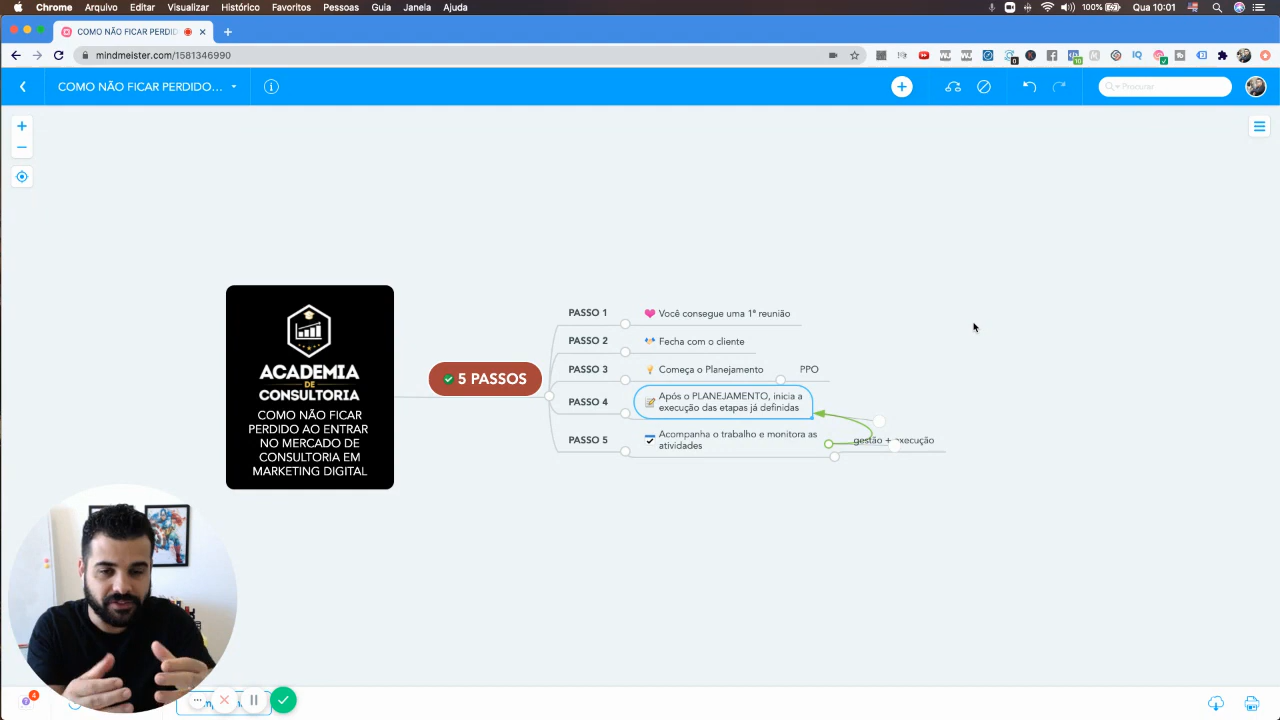 Chrome Arquivo Editar Visualizar Histórico Favoritos Pessoas Guia Janela Ajuda
100% Qua 10:01
COMO NÃO FICAR PERDID
mindmeister.com/1581346990
COMO NÃO FICAR PERDIDO...
Procurar
ACADEMIA
DE
CONSULTORIA
COMO NÃO FICAR
PERDIDO AO ENTRAR
NO MERCADO DE
CONSULTORIA EM
MARKETING DIGITAL
5 PASSOS
PASSO 1
Você consegue uma 1ª reunião
PASSO 2
Fecha com o cliente
PASSO 3
Começa o Planejamento
PPO
PASSO 4
Após o PLANEJAMENTO, inicia a
execução das etapas já definidas
PASSO 5
Acompanha o trabalho e monitora as
atividades
gestão + execução
4